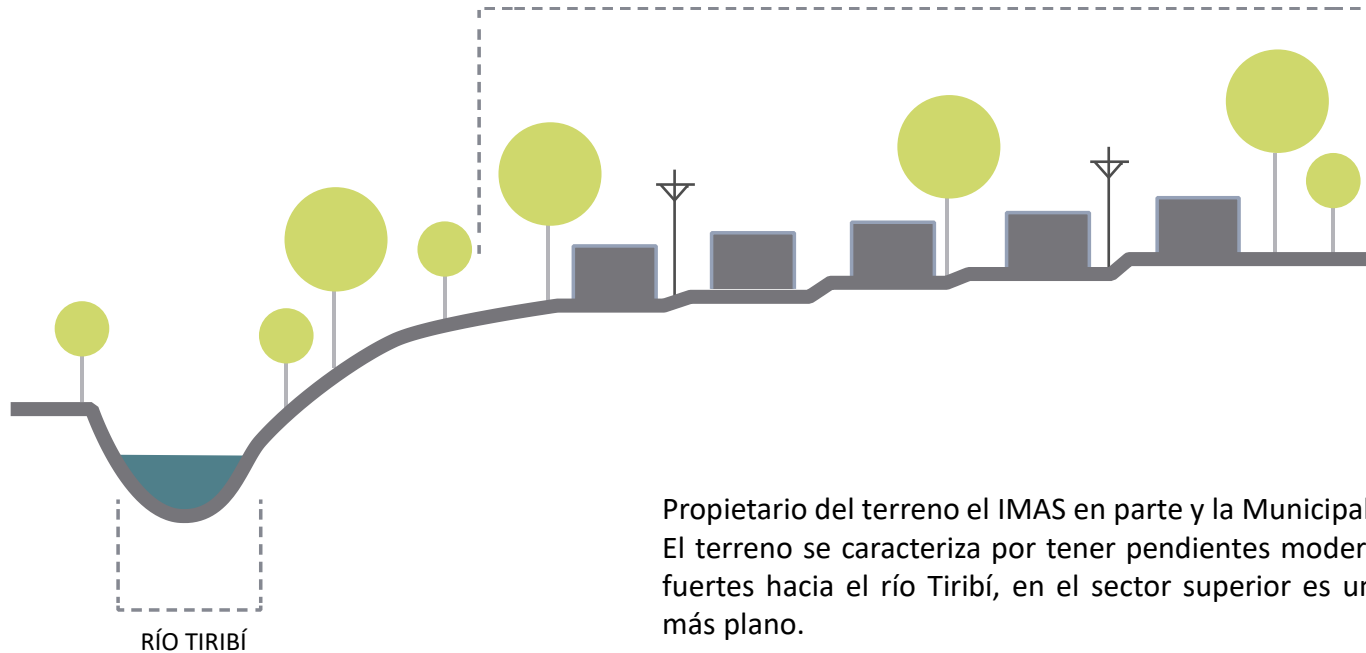 Propietario del terreno el IMAS en parte y la
El terreno se caracteriza por tener pendientes
fuertes hacia el río Tiribí, en el sector superior es
más plano.
RÍO TIRIBÍ